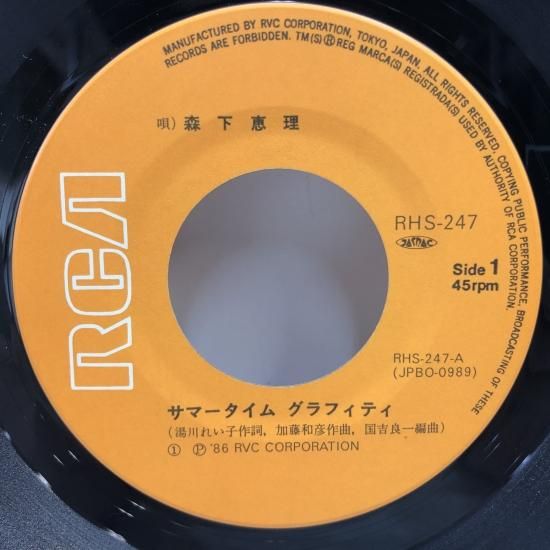 MANUFACTURED BY RVC CORPORATION, TOKYO, JAPAN. ALL RIGHTS RESERVED. COPYING PUBLIC PERFORMANCE, BROADCASTING OF THESE
RECORDS ARE FORBIDDEN. TM(S)®REG MARCA(S) REGISTRADA(S) USED BY AUTHORITY OF RCA CORPORATION.
唄) 森下恵理
RCA
RHS-247
JASRAC
Side 1
45rpm
RHS-247-A
(JPBO-0989)
サマータイム グラフィティ
(湯川れい子作詞, 加藤和彦作曲, 国吉良一編曲)
① Ⓟ '86 RVC CORPORATION